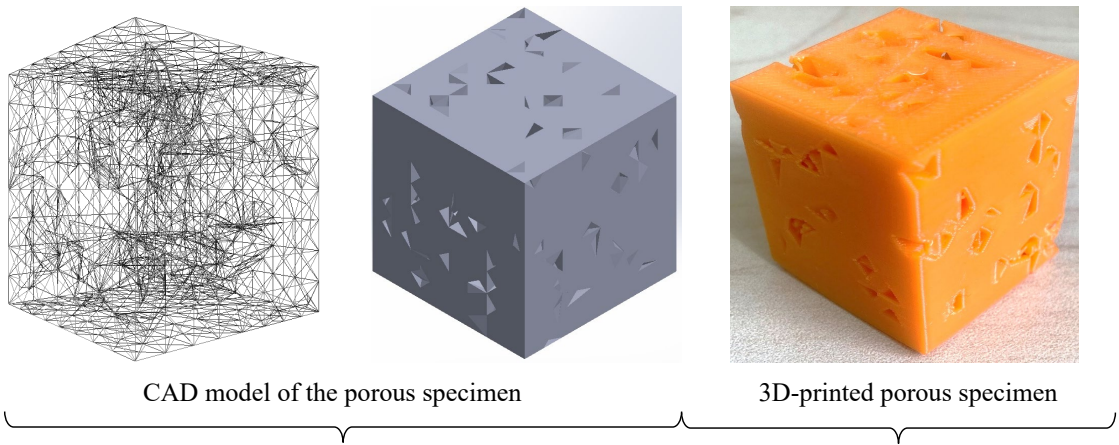 CAD model of the porous specimen
3D-printed porous specimen